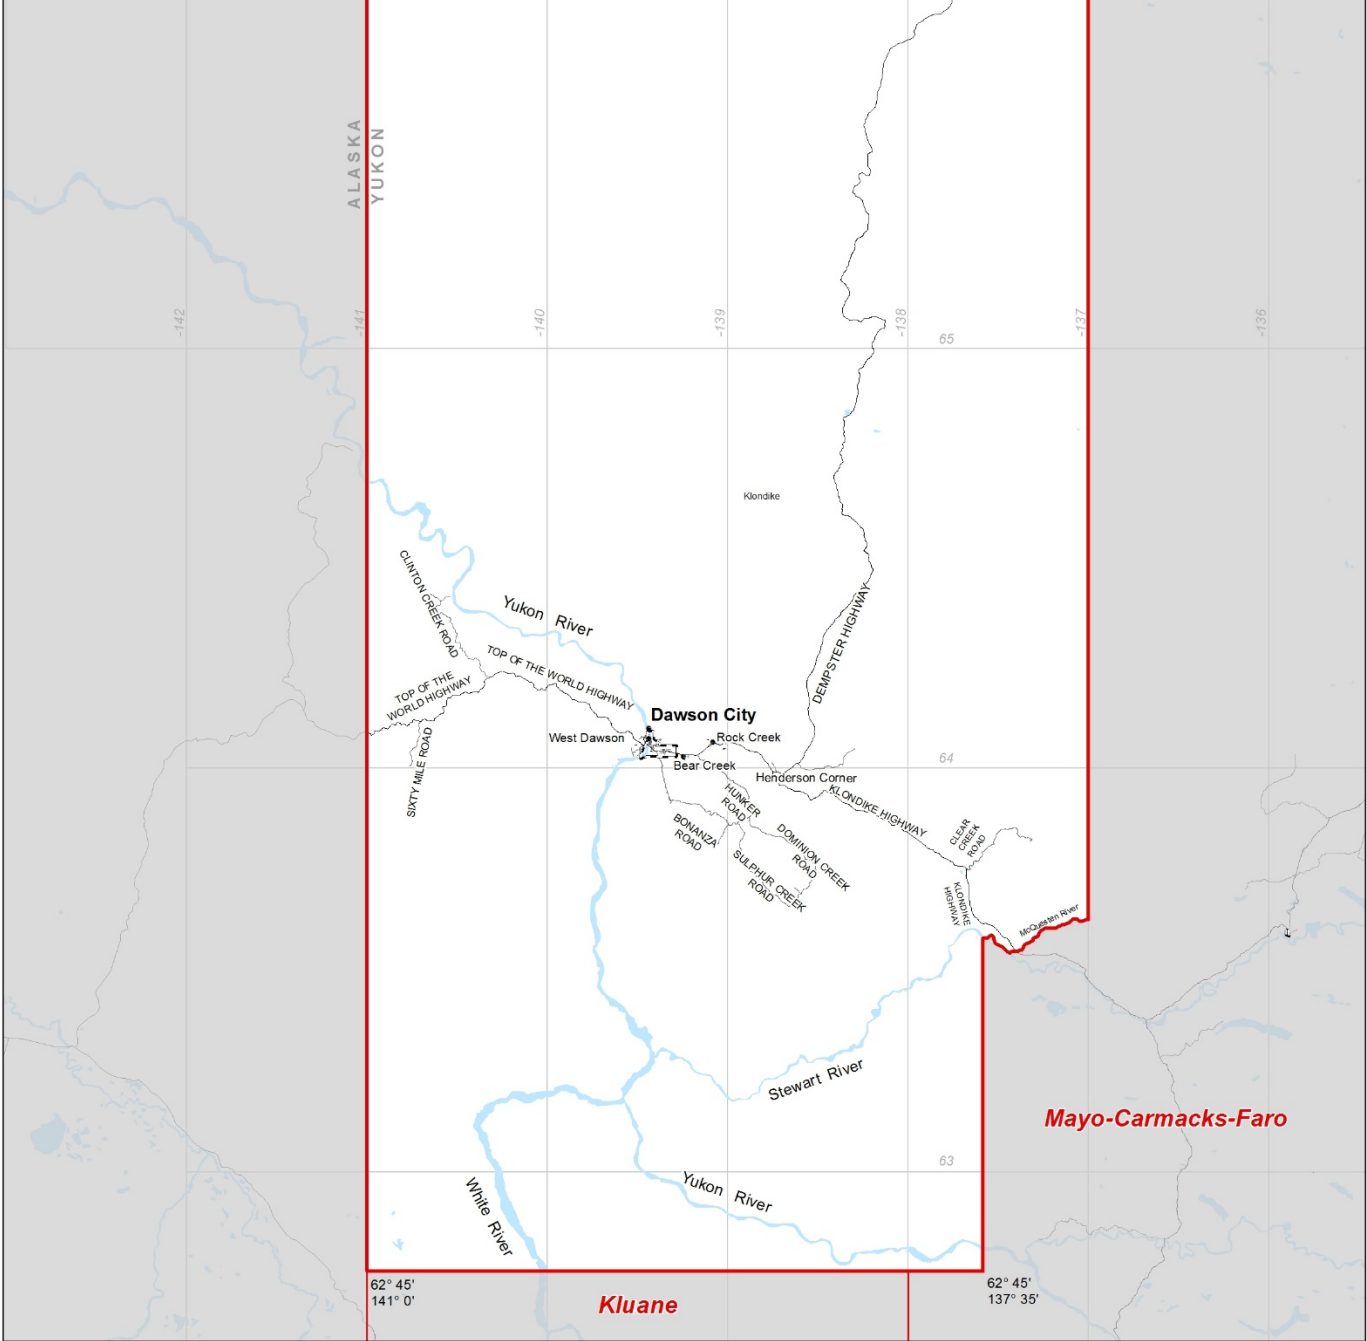 ALASKA
YUKON
-142
-141
-140
-139
-138
-137
-136
65
Klondike
CLINTON CREEK ROAD
Yukon River
TOP OF THE WORLD HIGHWAY
DEMPSTER HIGHWAY
TOP OF THE
WORLD HIGHWAY
Dawson City
West Dawson
Rock Creek
SIXTY MILE ROAD
Bear Creek
64
Henderson Corner
HUNKER
ROAD
KLONDIKE HIGHWAY
BONANZA
ROAD
DOMINION CREEK
ROAD
CLEAR
CREEK
ROAD
SULPHUR CREEK
ROAD
KLONDIKE
HIGHWAY
McQuesten River
Stewart River
Mayo-Carmacks-Faro
63
White River
Yukon River
62° 45'
141° 0'
62° 45'
137° 35'
Kluane